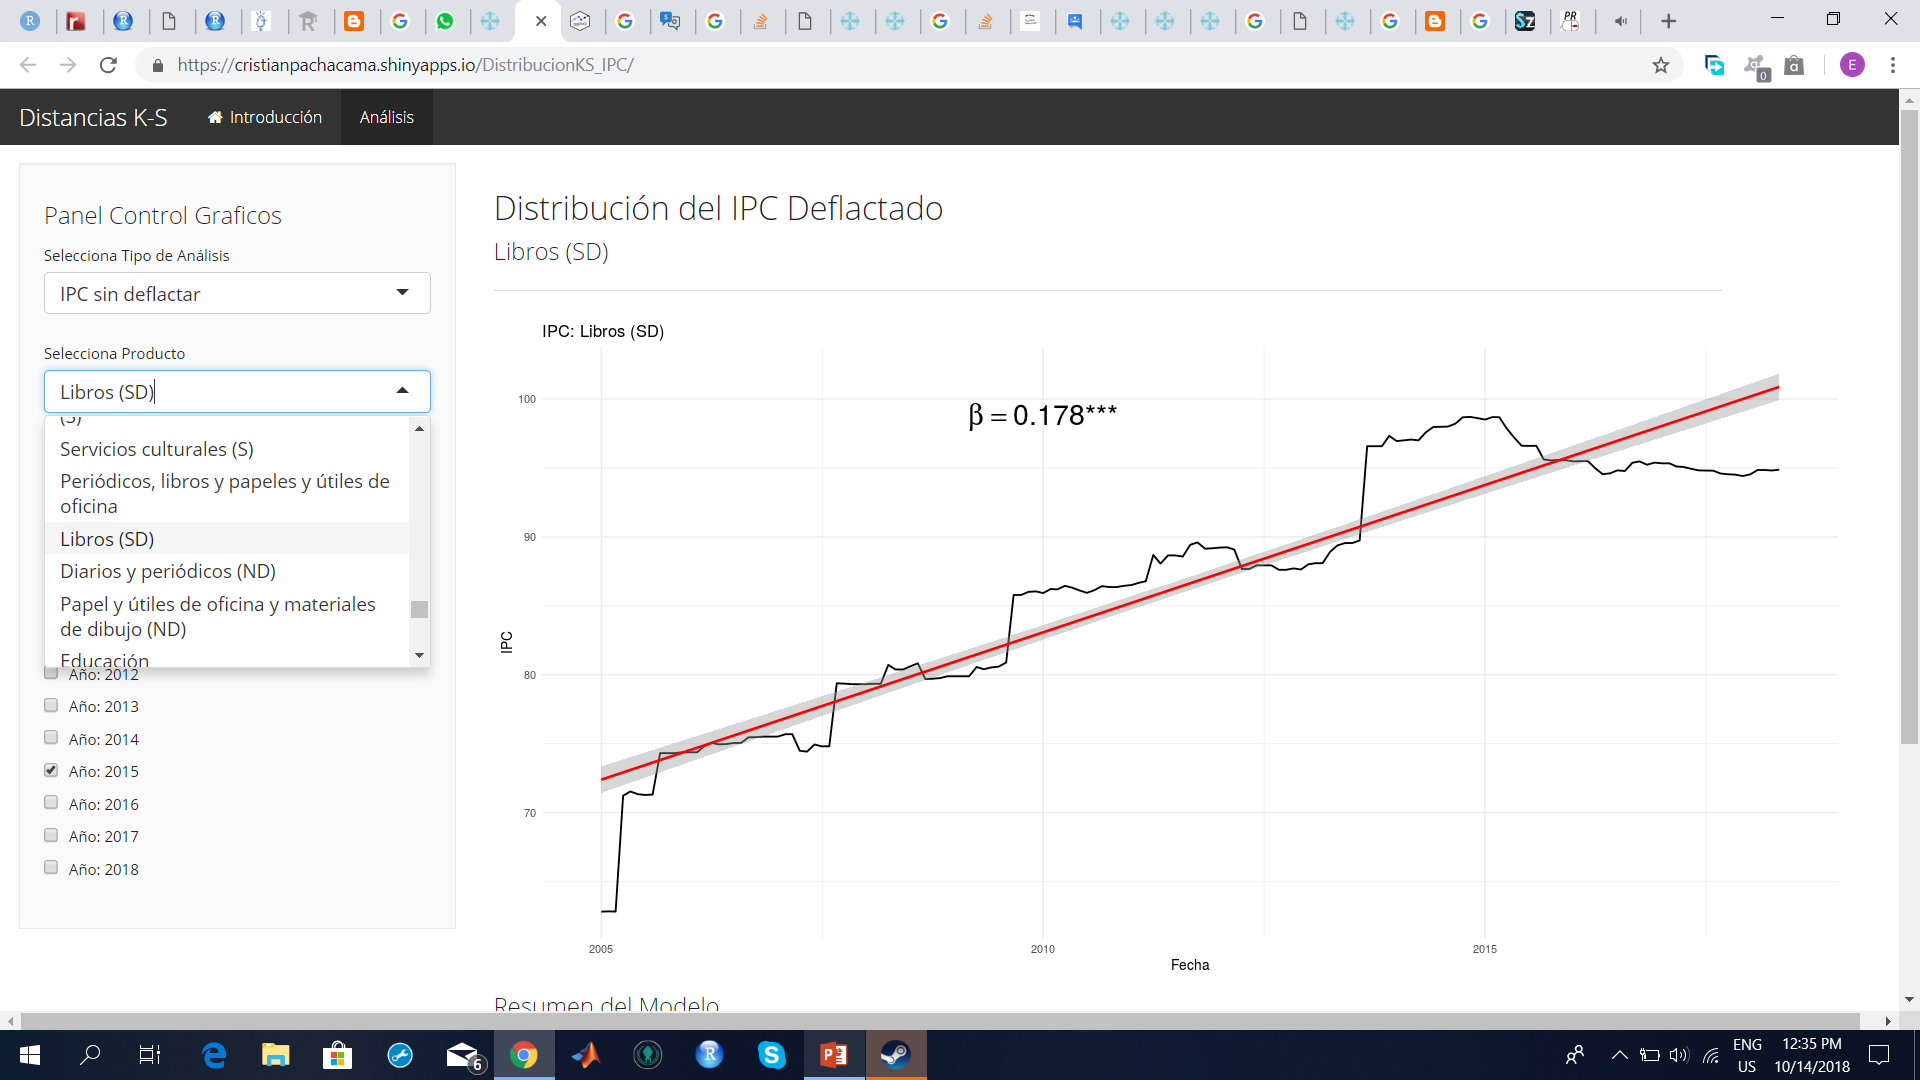 https://cristianpachacama.shinyapps.io/DistribucionKS_IPC/
0
E
Distancias K-S
Introducción
Análisis
Panel Control Graficos
Selecciona Tipo de Análisis
IPC sin deflactar
Selecciona Producto
Libros (SD)
(S)
Servicios culturales (S)
Periódicos, libros y papeles y útiles de
oficina
Libros (SD)
Diarios y periódicos (ND)
Papel y útiles de oficina y materiales
de dibujo (ND)
Educación
Año: 2012
Año: 2013
Año: 2014
Año: 2015
Año: 2016
Año: 2017
Año: 2018
Distribución del IPC Deflactado
Libros (SD)
IPC: Libros (SD)
β = 0.178***
100
90
80
70
IPC
2005
2010
2015
Fecha
Resumen del Modelo
6
ENG
US
12:35 PM
10/14/2018